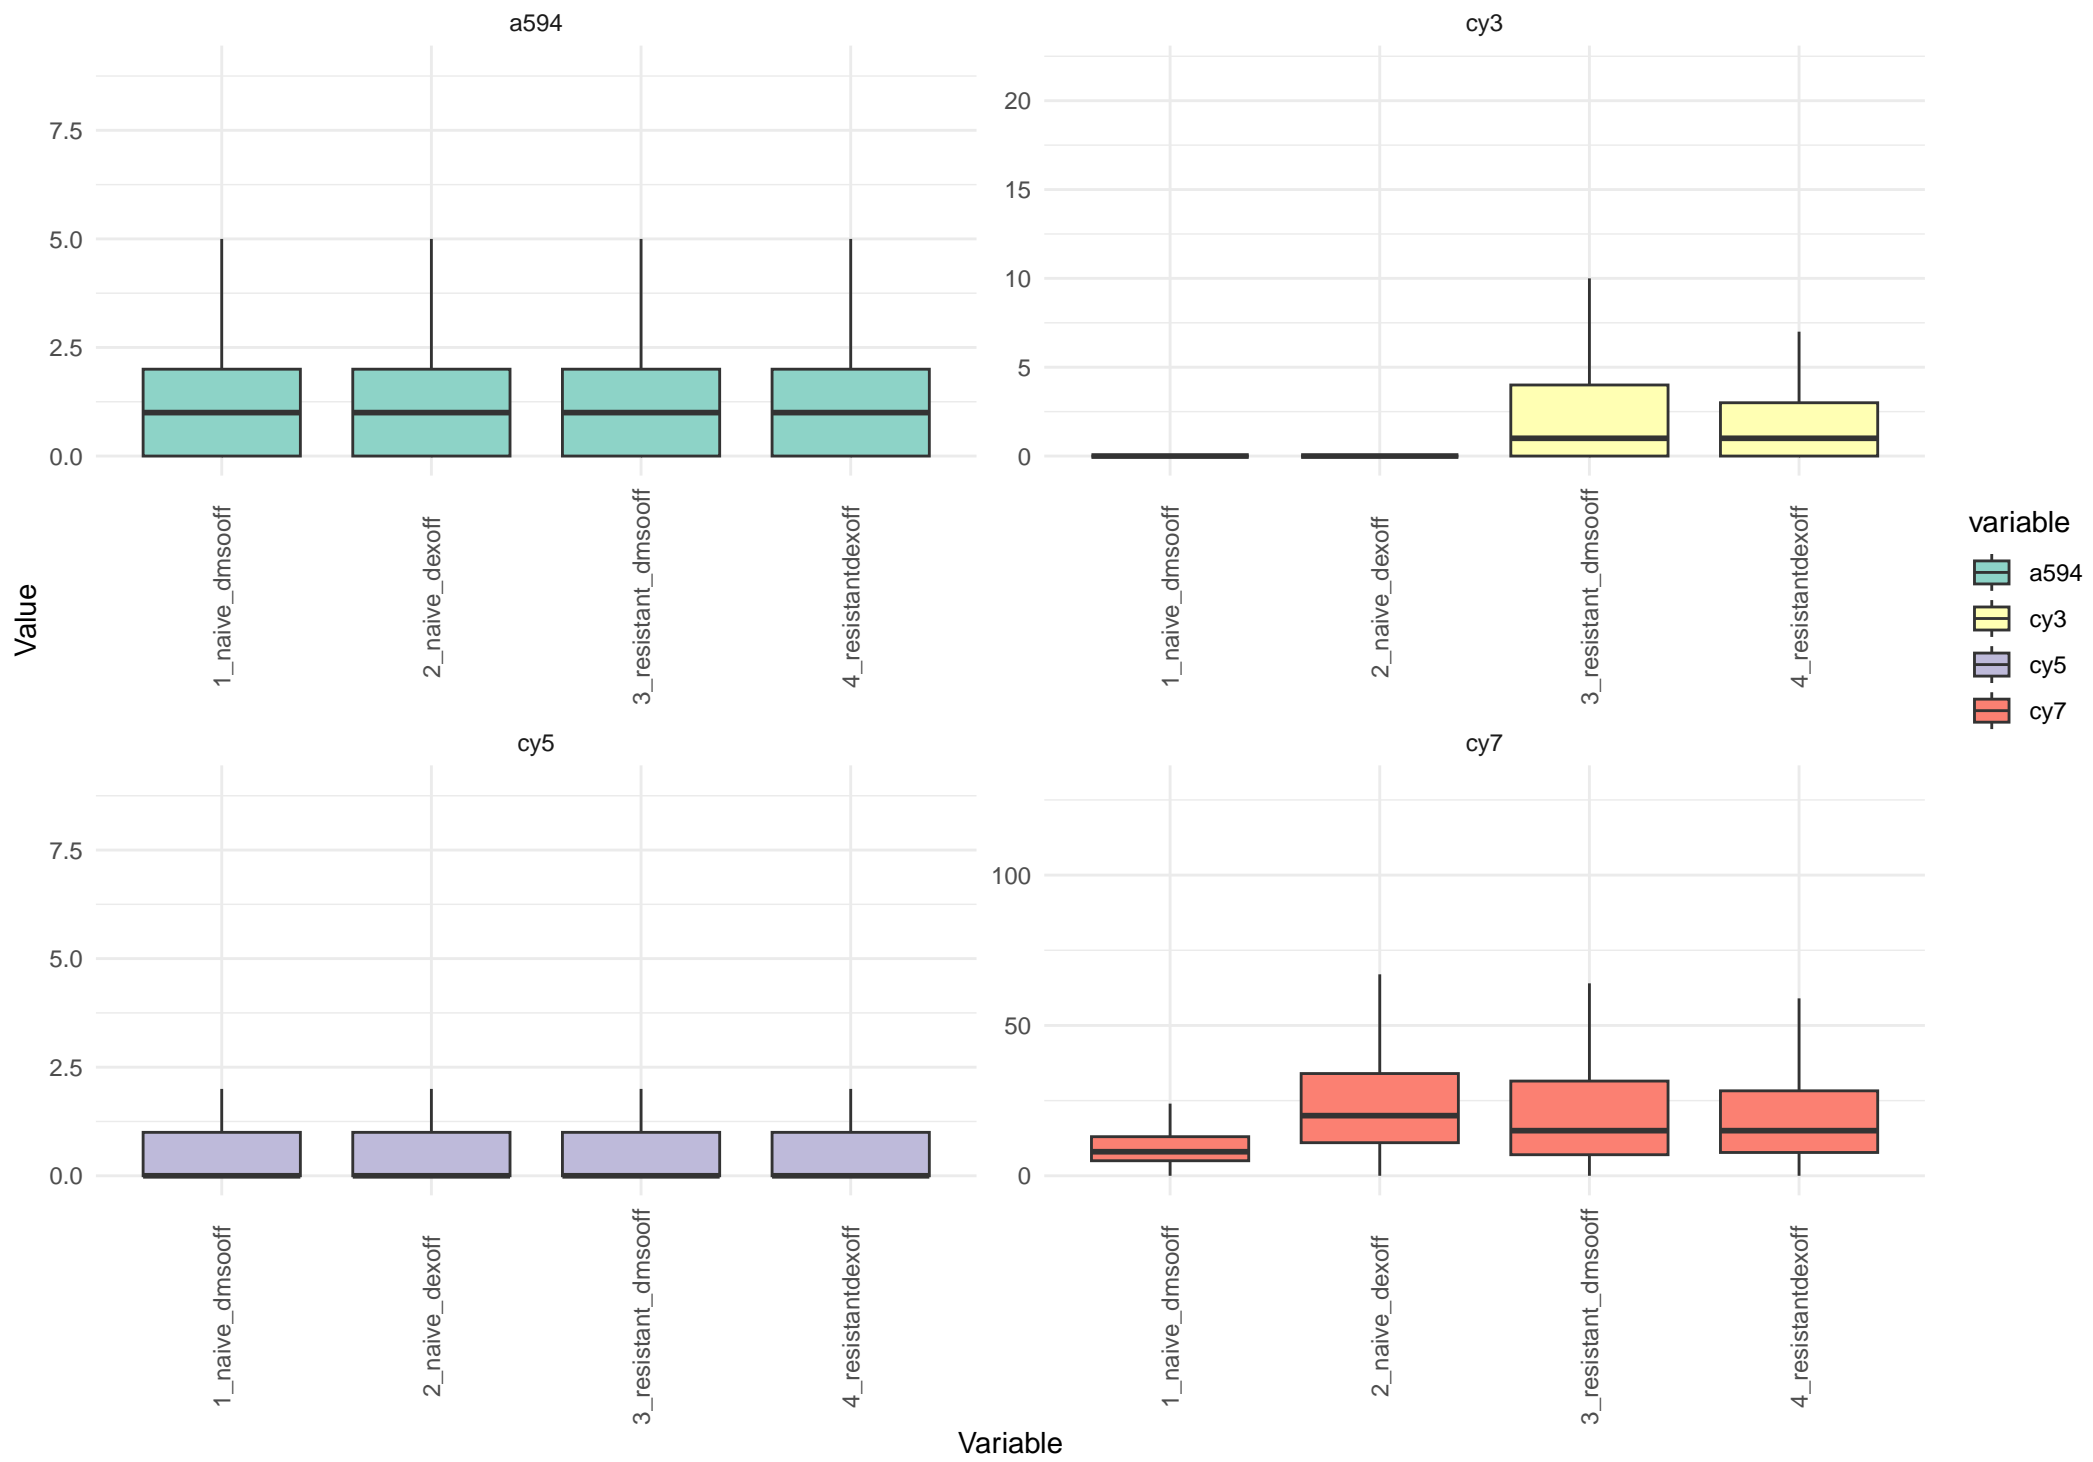 a594
cy3
7.5
5.0
2.5
0.0
20
15
10
5
0
1_naive_dmsooff
2_naive_dexoff
3_resistant_dmsooff
4_resistantdexoff
1_naive_dmsooff
2_naive_dexoff
3_resistant_dmsooff
4_resistantdexoff
Value
variable
a594
cy3
cy5
cy7
cy5
cy7
7.5
5.0
2.5
0.0
100
50
0
1_naive_dmsooff
2_naive_dexoff
3_resistant_dmsooff
4_resistantdexoff
1_naive_dmsooff
2_naive_dexoff
3_resistant_dmsooff
4_resistantdexoff
Variable